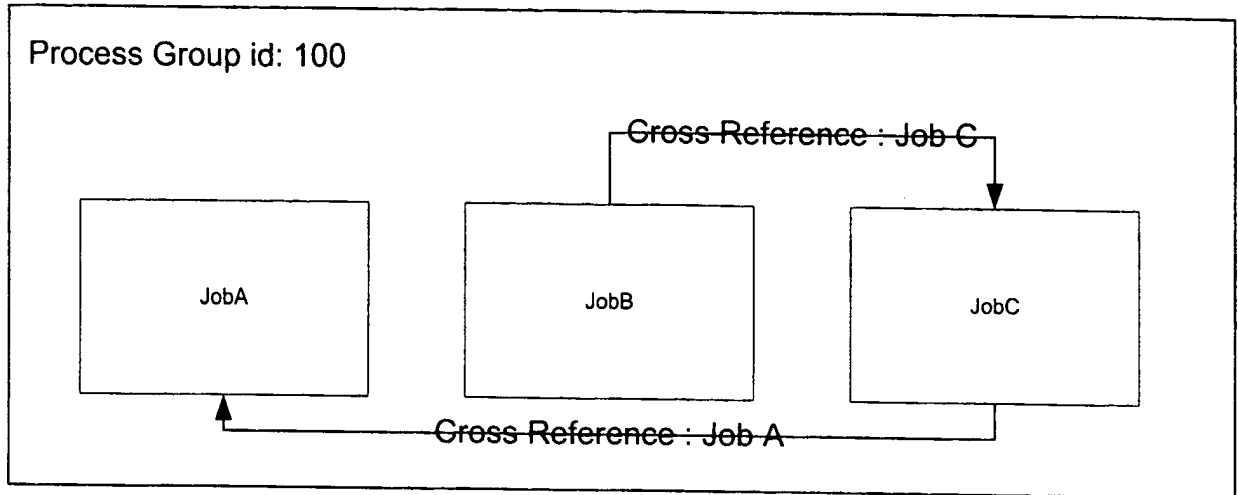 Process Group id: 100
Cross Reference : Job C
JobA
JobB
JobC
Cross Reference : Job A